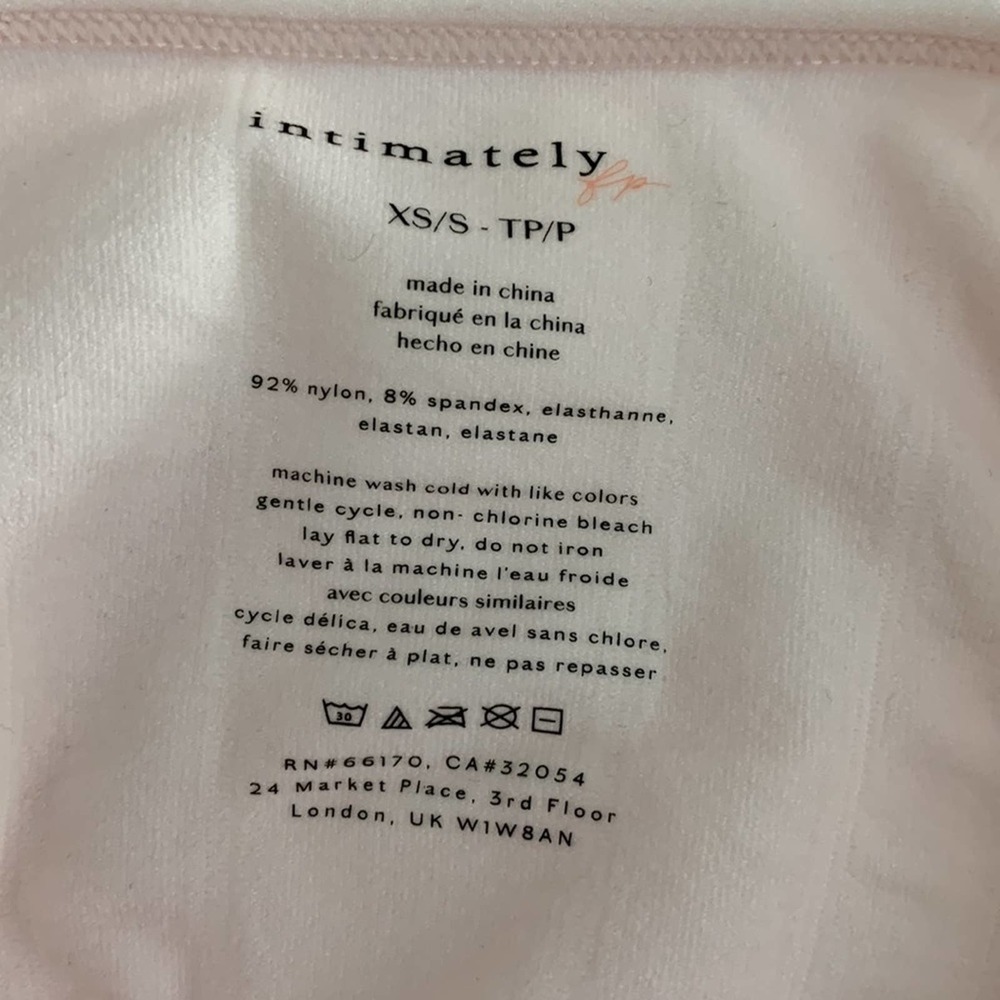 intimately
fp
XS/S - TP/P
made in china
fabriqué en la china
hecho en chine
92% nylon, 8% spandex, elasthanne,
elastan, elastane
machine wash cold with like colors
gentle cycle, non- chlorine bleach
lay flat to dry, do not iron
laver à la machine l'eau froide
avec couleurs similaires
cycle délica, eau de avel sans chlore,
faire sécher à plat, ne pas repasser
30
RN#66170, CA#32054
24 Market Place, 3rd Floor
London, UK W1W8AN